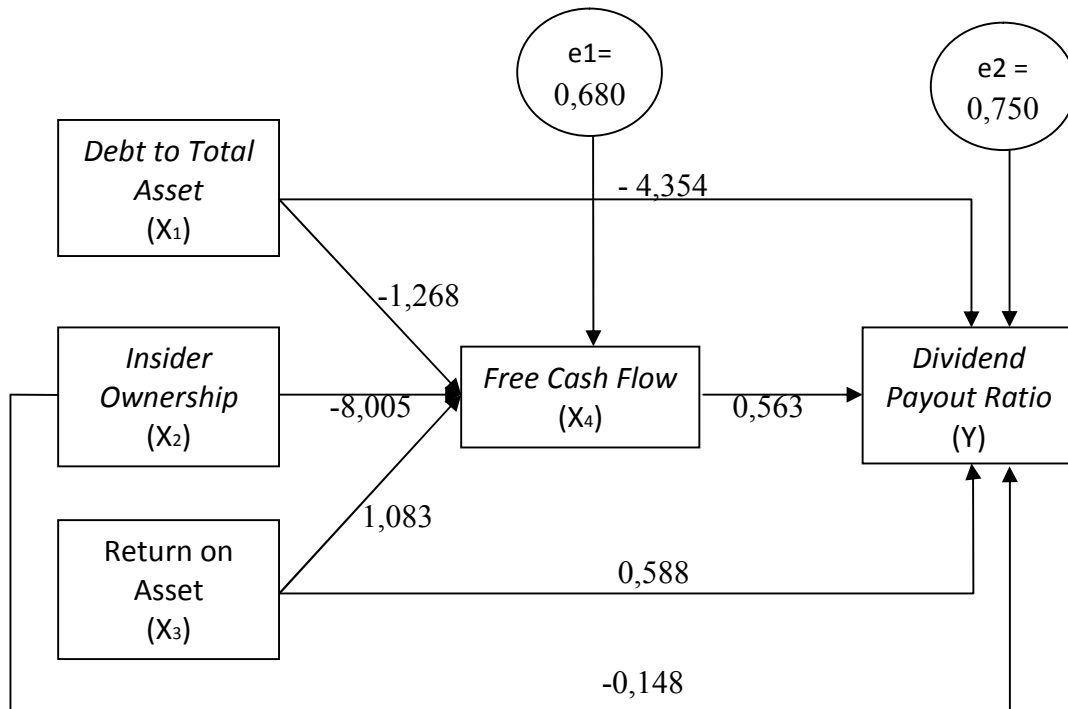 e1=
0,680
e2 =
0,750
Debt to Total
Asset
(X1)
- 4,354
-1,268
Insider
Ownership
(X2)
-8,005
Free Cash Flow
(X4)
0,563
Dividend
Payout Ratio
(Y)
1,083
Return on
Asset
(X3)
0,588
-0,148